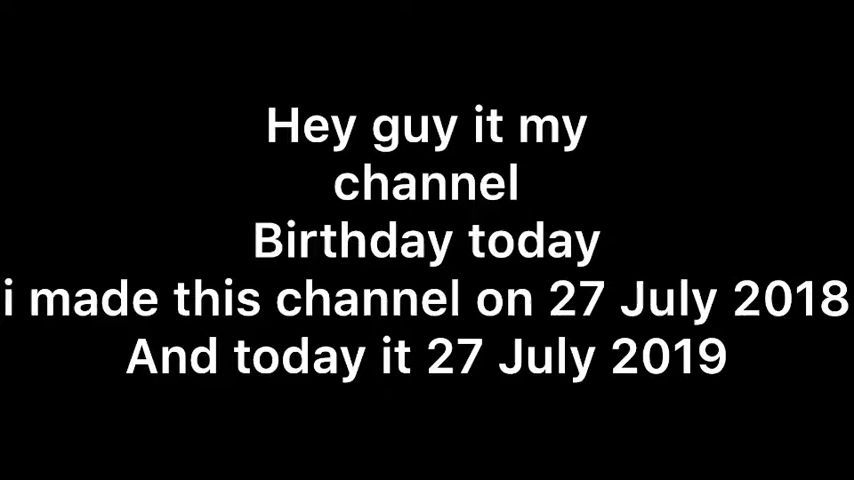 Hey guy it my
channel
Birthday today
i made this channel on 27 July 2018
And today it 27 July 2019